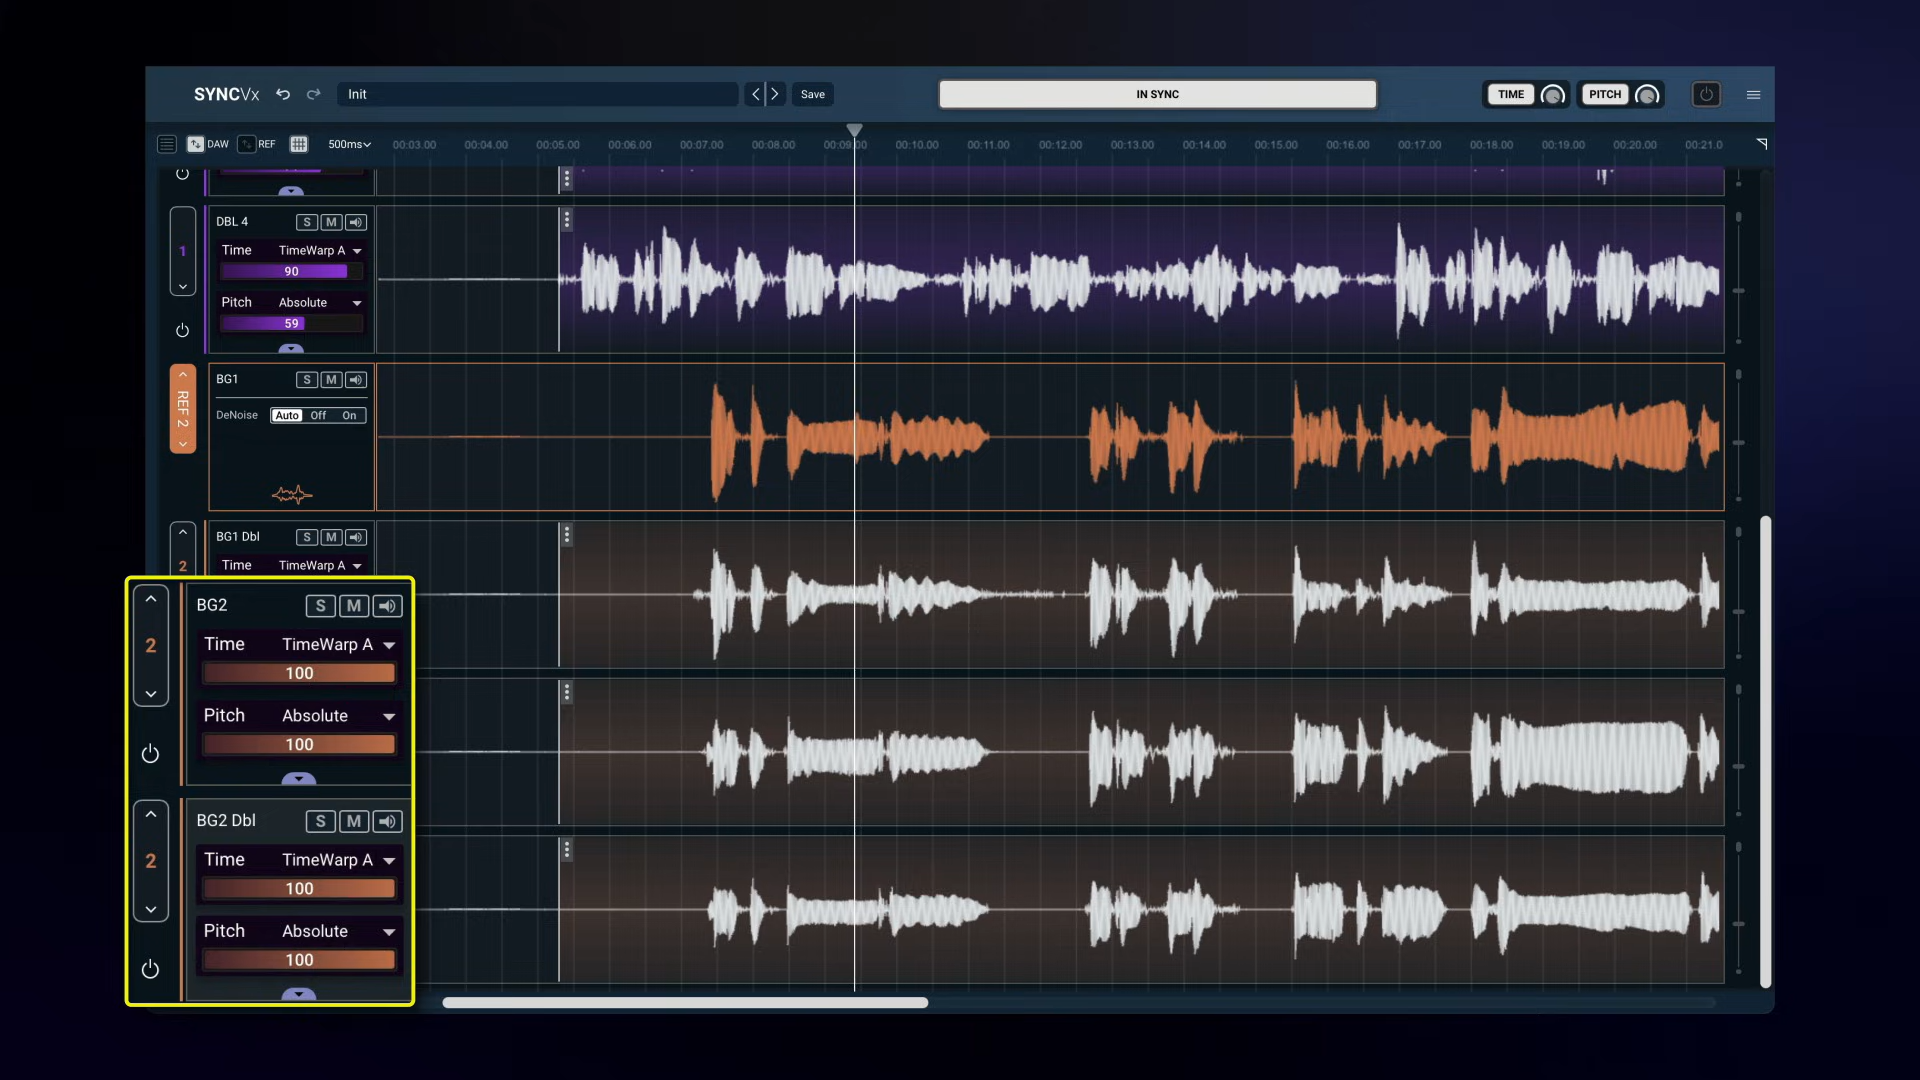 SYNCVx Init Save IN SYNC TIME PITCH
DAW REF 500ms 00:03.00 00:04.00 00:05.00 00:06.00 00:07.00 00:08.00 00:09.00 00:10.00 00:11.00 00:12.00 00:13.00 00:14.00 00:15.00 00:16.00 00:17.00 00:18.00 00:19.00 00:20.00 00:21.0
DBL 4 S M
1
Time TimeWarp A
90
Pitch Absolute
59
REF 2
BG1 S M
DeNoise Auto Off On
BG1 Dbl S M
2
Time TimeWarp A
BG2 S M
2
Time TimeWarp A
100
Pitch Absolute
100
BG2 Dbl S M
2
Time TimeWarp A
100
Pitch Absolute
100